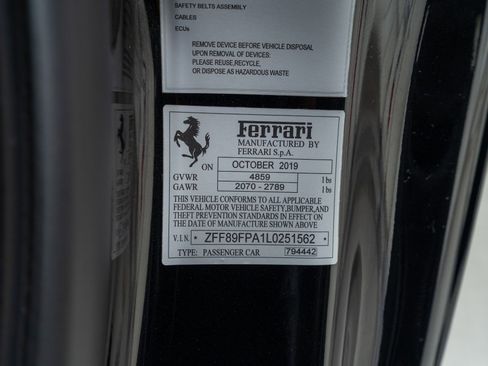 SAFETY BELTS ASSEMBLY
CABLES
ECUs
REMOVE DEVICE BEFORE VEHICLE DISPOSAL
UPON REMOVAL OF DEVICES:
PLEASE REUSE,RECYCLE,
OR DISPOSE AS HAZARDOUS WASTE
Ferrari
MANUFACTURED BY
FERRARI S.p.A.
ON OCTOBER 2019
GVWR 4859 lbs
GAWR 2070 - 2789 lbs
THIS VEHICLE CONFORMS TO ALL APPLICABLE
FEDERAL MOTOR VEHICLE SAFETY,BUMPER,AND
THEFT PREVENTION STANDARDS IN EFFECT ON
THE DATE OF MANUFACTURE SHOWN ABOVE
V.I.N. * ZFF89FPA1L0251562 *
TYPE: PASSENGER CAR 794442